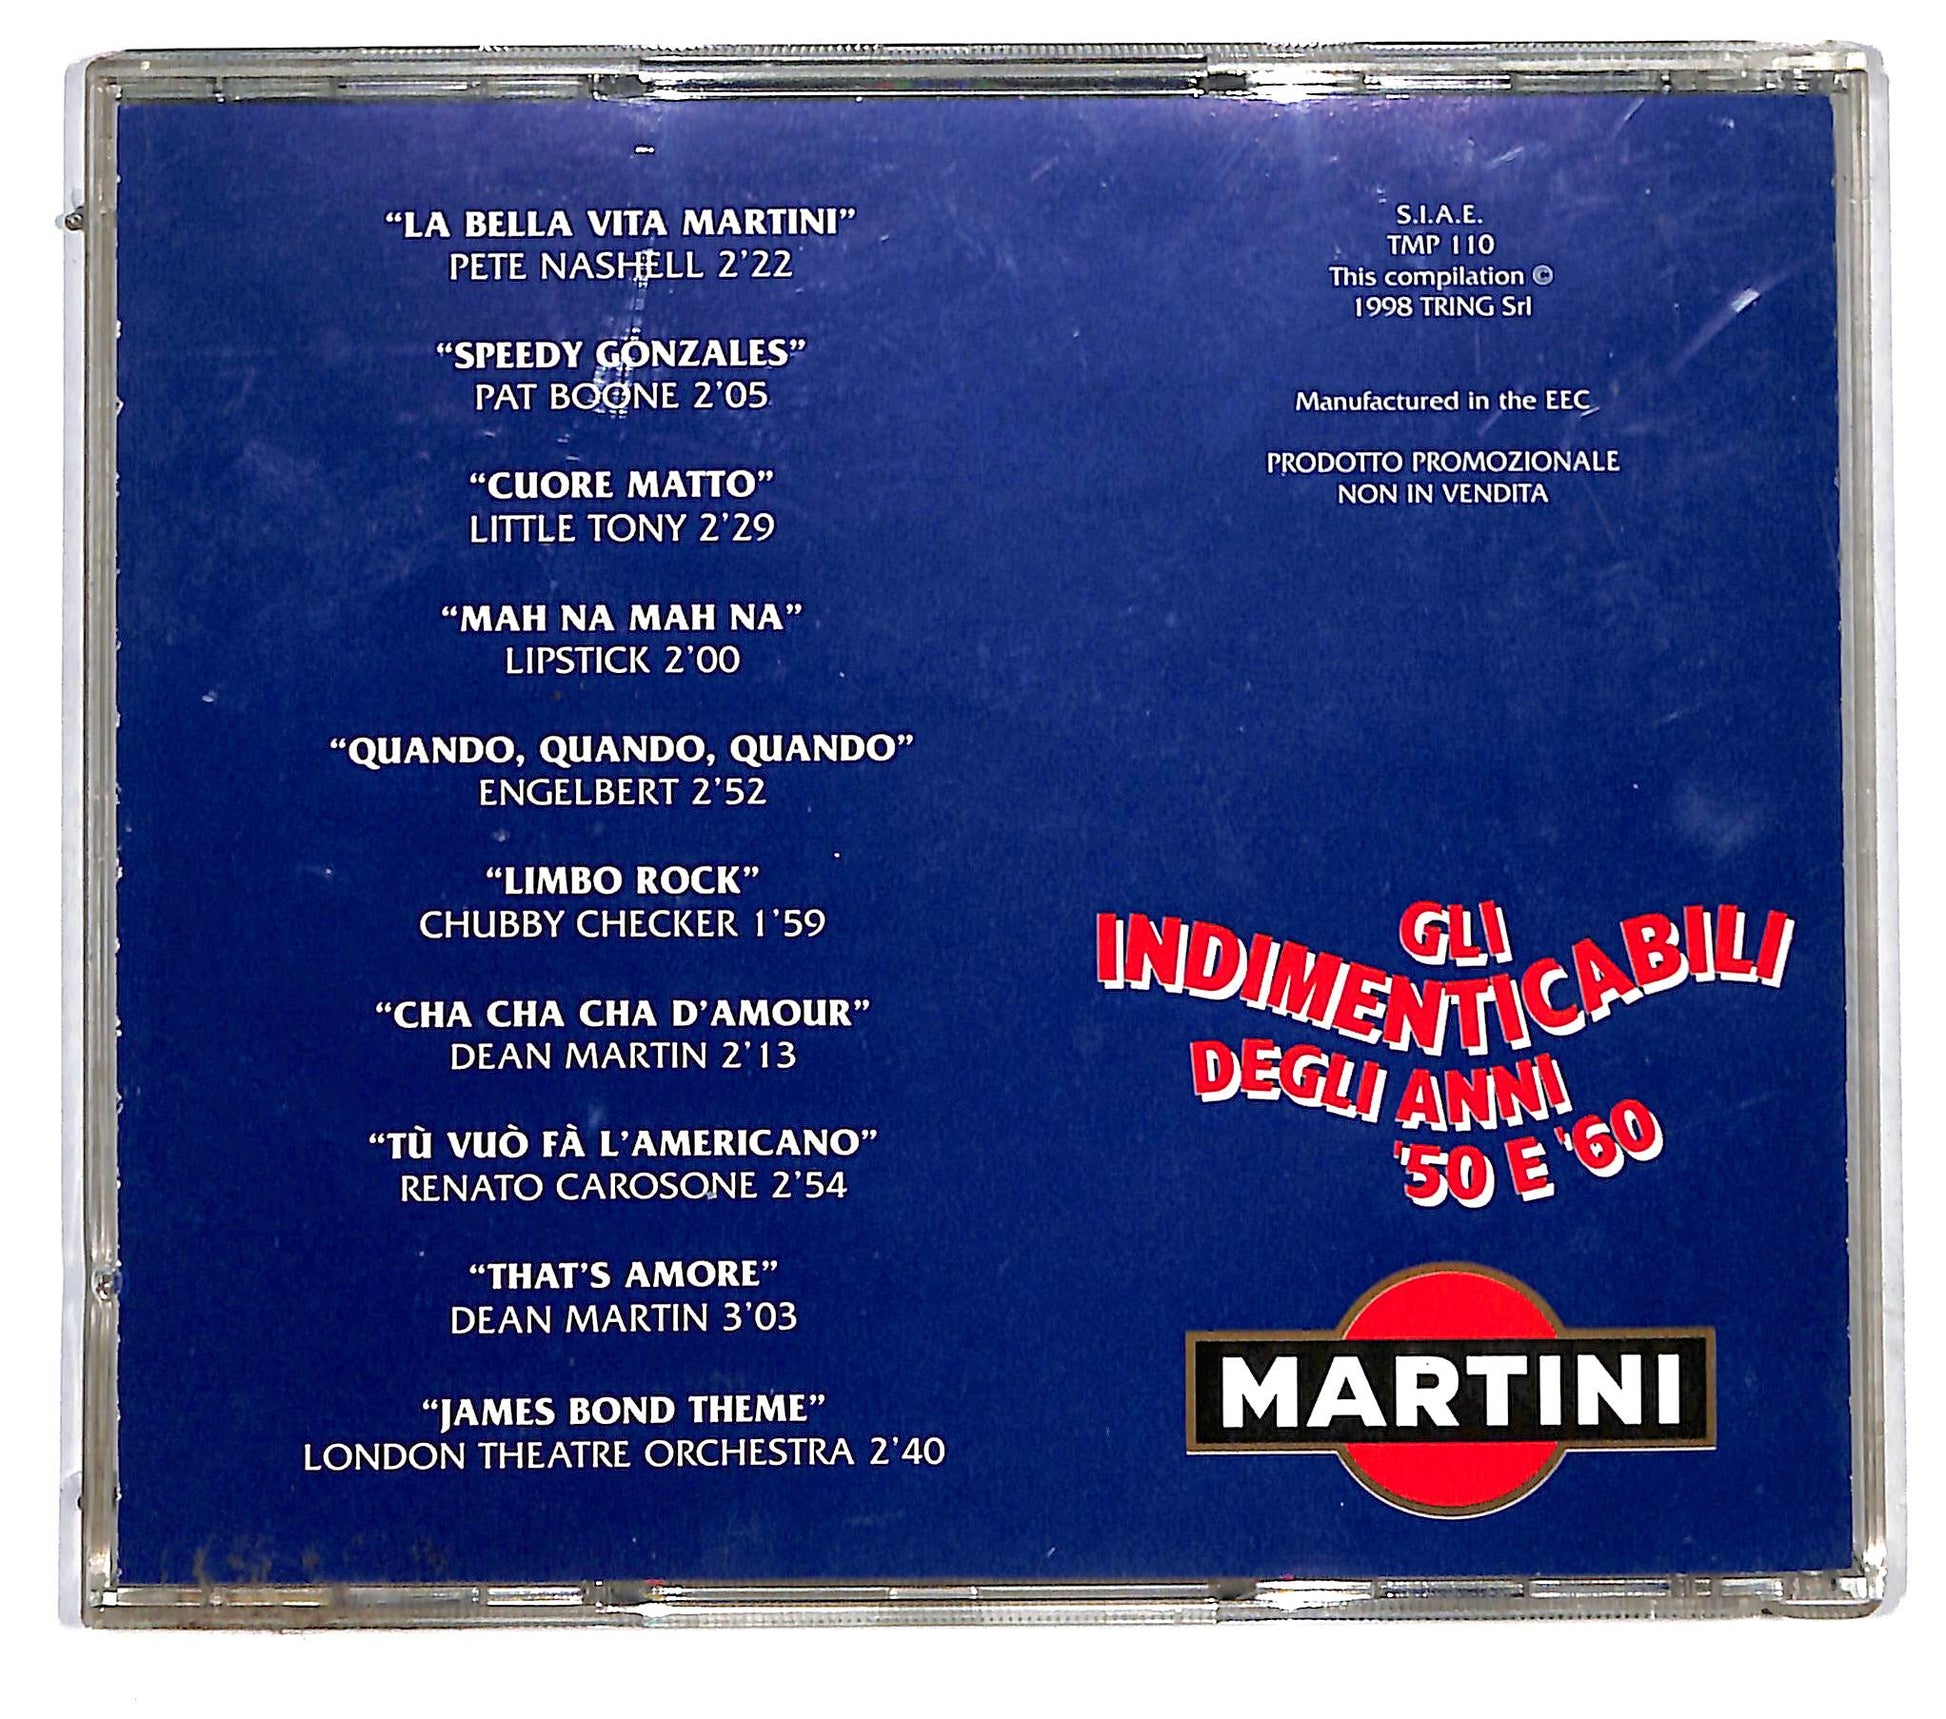 “LA BELLA VITA MARTINI”
PETE NASHELL 2’22
“SPEEDY GONZALES”
PAT BOONE 2’05
“CUORE MATTO”
LITTLE TONY 2’29
“MAH NA MAH NA”
LIPSTICK 2’00
“QUANDO, QUANDO, QUANDO”
ENGELBERT 2’52
“LIMBO ROCK”
CHUBBY CHECKER 1’59
“CHA CHA CHA D’AMOUR”
DEAN MARTIN 2’13
“TÙ VUÒ FÀ L’AMERICANO”
RENATO CAROSONE 2’54
“THAT’S AMORE”
DEAN MARTIN 3’03
“JAMES BOND THEME”
LONDON THEATRE ORCHESTRA 2’40
S.I.A.E.
TMP 110
This compilation ©
1998 TRING Srl
Manufactured in the EEC
PRODOTTO PROMOZIONALE
NON IN VENDITA
GLI
INDIMENTICABILI
DEGLI ANNI
'50 E '60
MARTINI